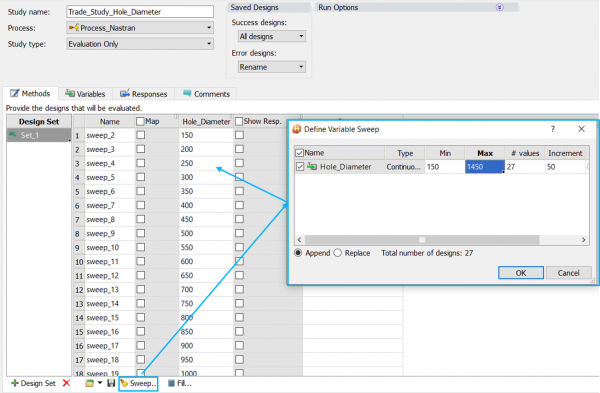 Study name: Trade_Study_Hole_Diameter
Process: Process_Nastran
Study type: Evaluation Only
Saved Designs
Success designs:
All designs
Error designs:
Rename
Run Options
Methods Variables Responses Comments
Provide the designs that will be evaluated.
Design Set Name Map Hole_Diameter Show Resp.
Set_1
1 sweep_2 150
2 sweep_3 200
3 sweep_4 250
4 sweep_5 300
5 sweep_6 350
6 sweep_7 400
7 sweep_8 450
8 sweep_9 500
9 sweep_10 550
10 sweep_11 600
11 sweep_12 650
12 sweep_13 700
13 sweep_14 750
14 sweep_15 800
15 sweep_16 850
16 sweep_17 900
17 sweep_18 950
18 sweep_19 1000
Define Variable Sweep ? ×
Name Type Min Max # values Increment
Hole_Diameter Continuo... 150 1450 27 50
Append Replace Total number of designs: 27
OK Cancel
Design Set Sweep... Fill...